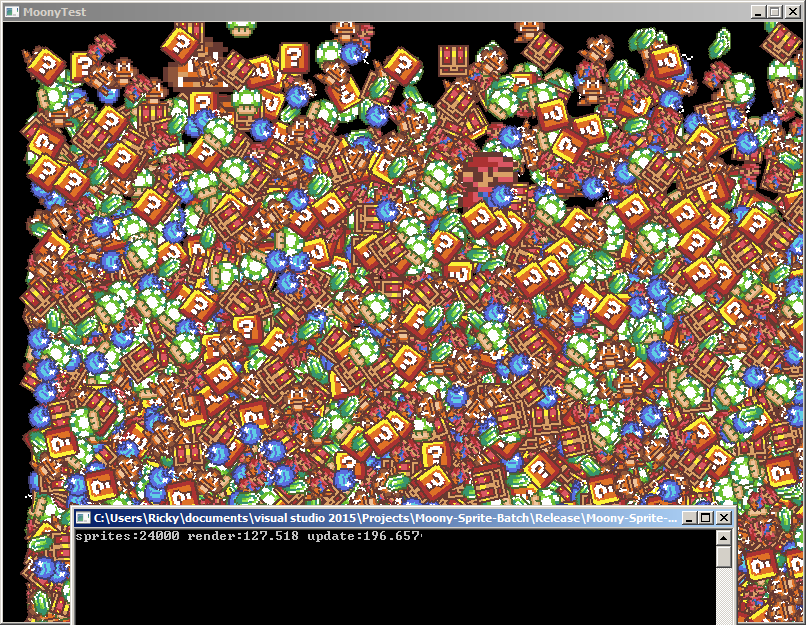 MoonyTest
C:\Users\Ricky\documents\visual studio 2015\Projects\Moony-Sprite-Batch\Release\Moony-Sprite-...
sprites:24000 render:127.518 update:196.657